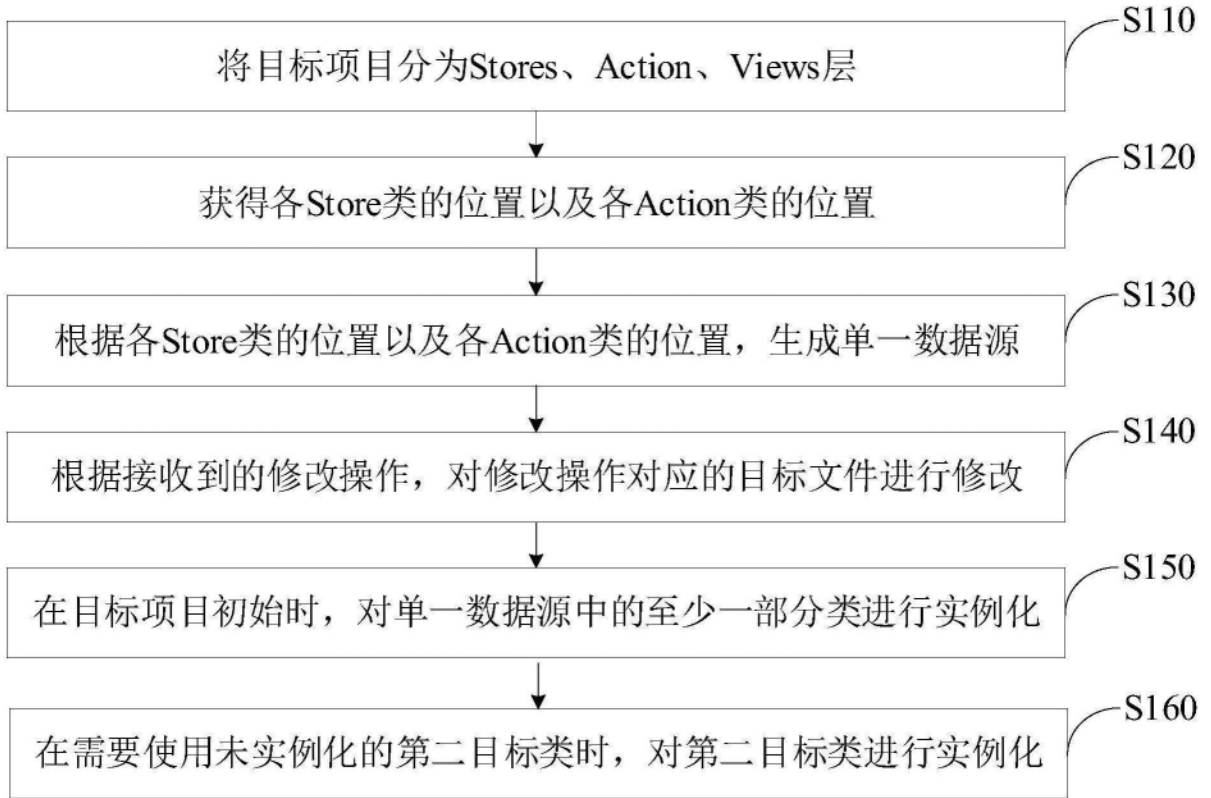 S110
将目标项目分为Stores、Action、Views层
S120
获得各Store类的位置以及各Action类的位置
S130
根据各Store类的位置以及各Action类的位置，生成单一数据源
S140
根据接收到的修改操作，对修改操作对应的目标文件进行修改
S150
在目标项目初始时，对单一数据源中的至少一部分类进行实例化
S160
在需要使用未实例化的第二目标类时，对第二目标类进行实例化